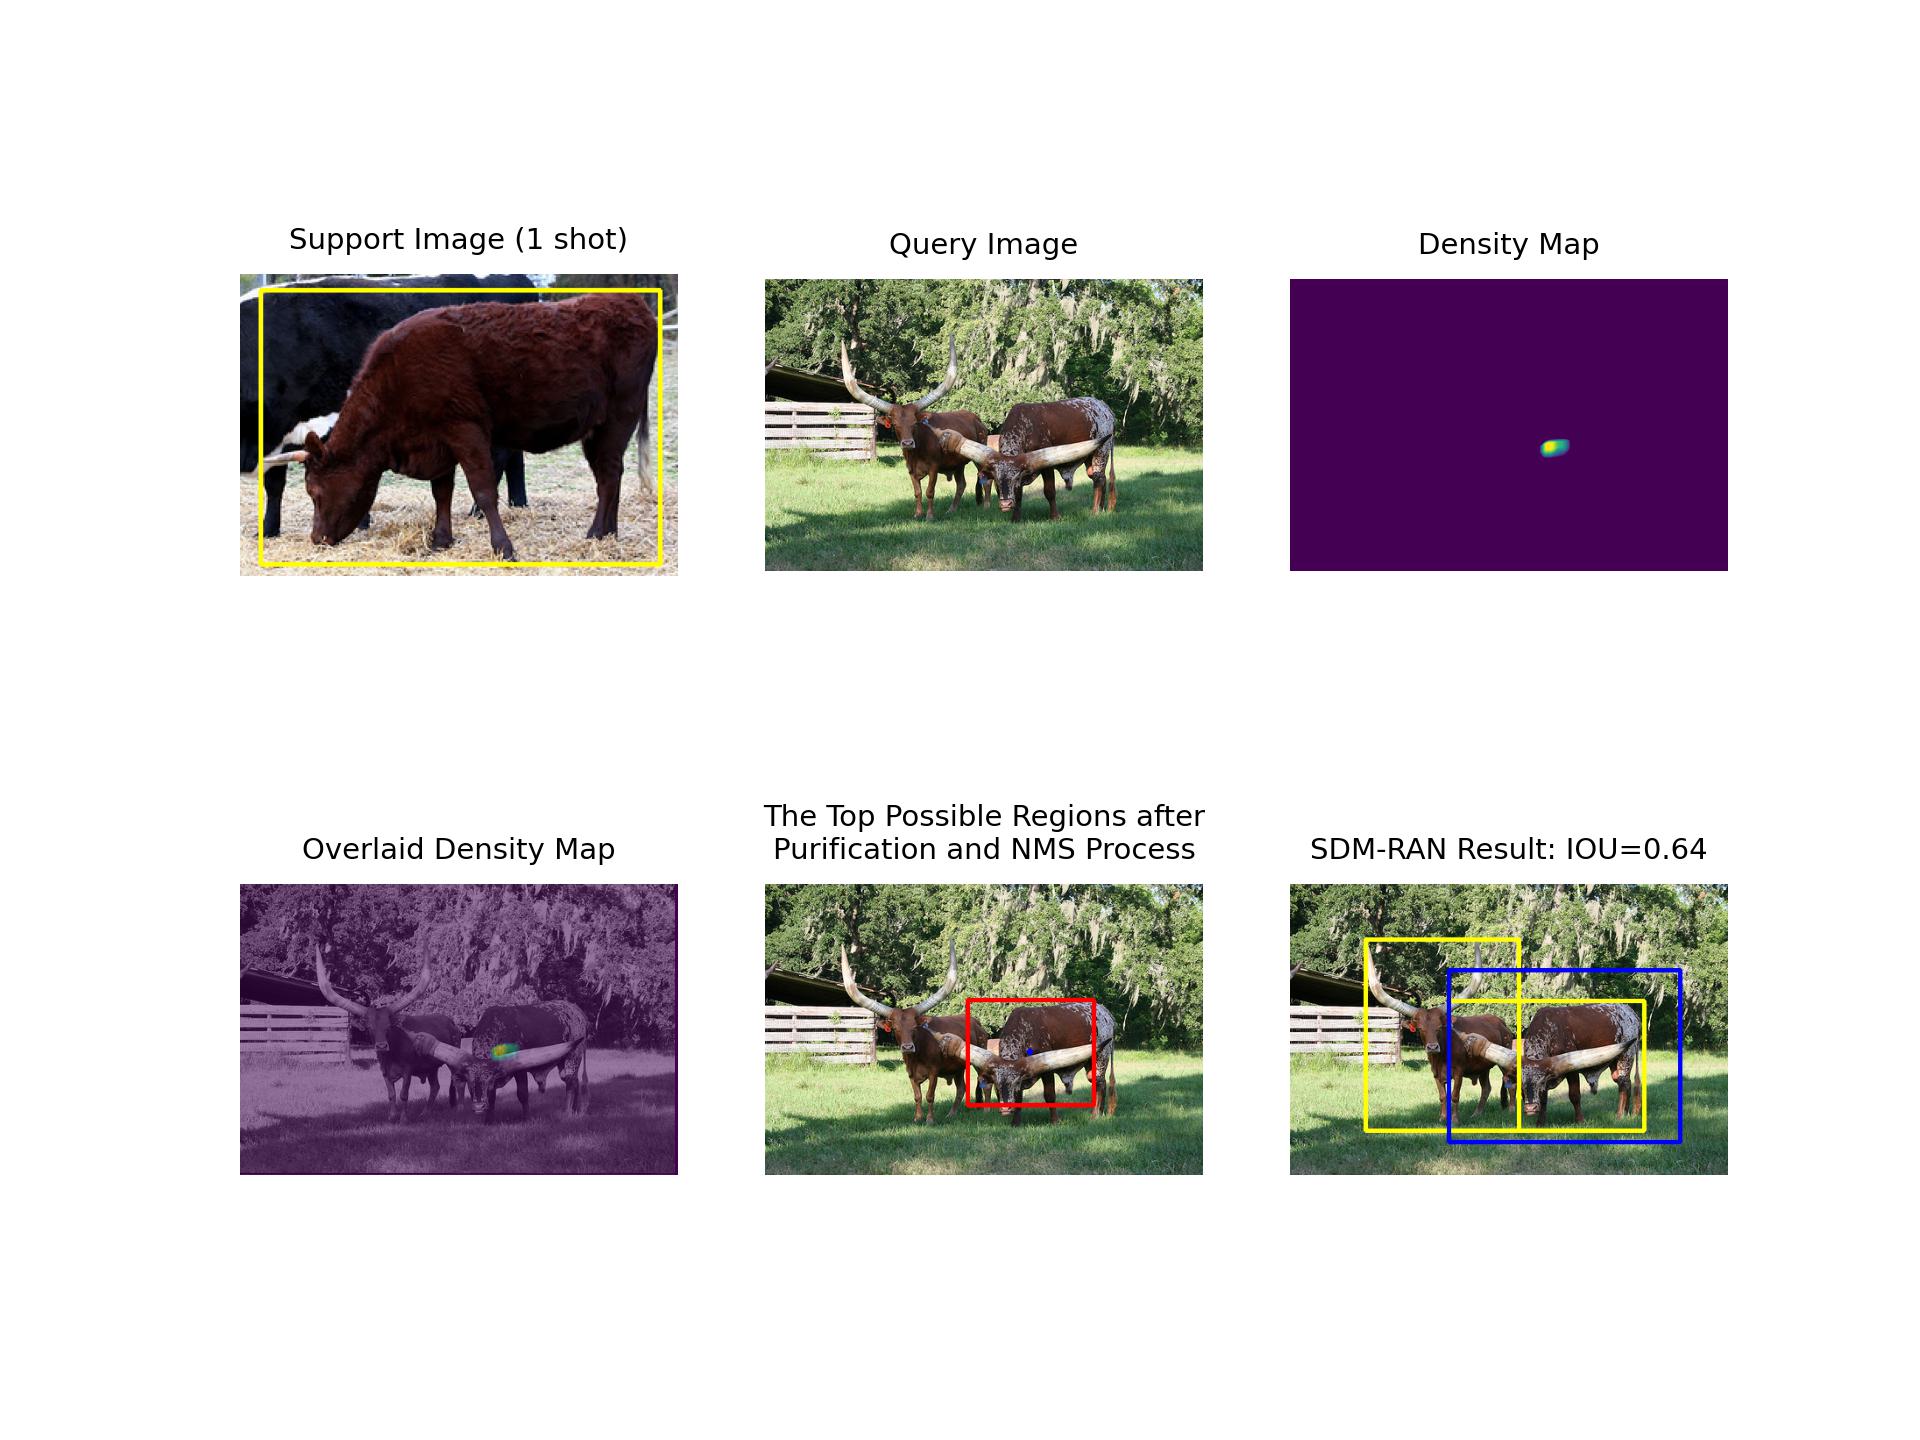 Support Image (1 shot)
Query Image
Density Map
Overlaid Density Map
The Top Possible Regions after
Purification and NMS Process
SDM-RAN Result: IOU=0.64